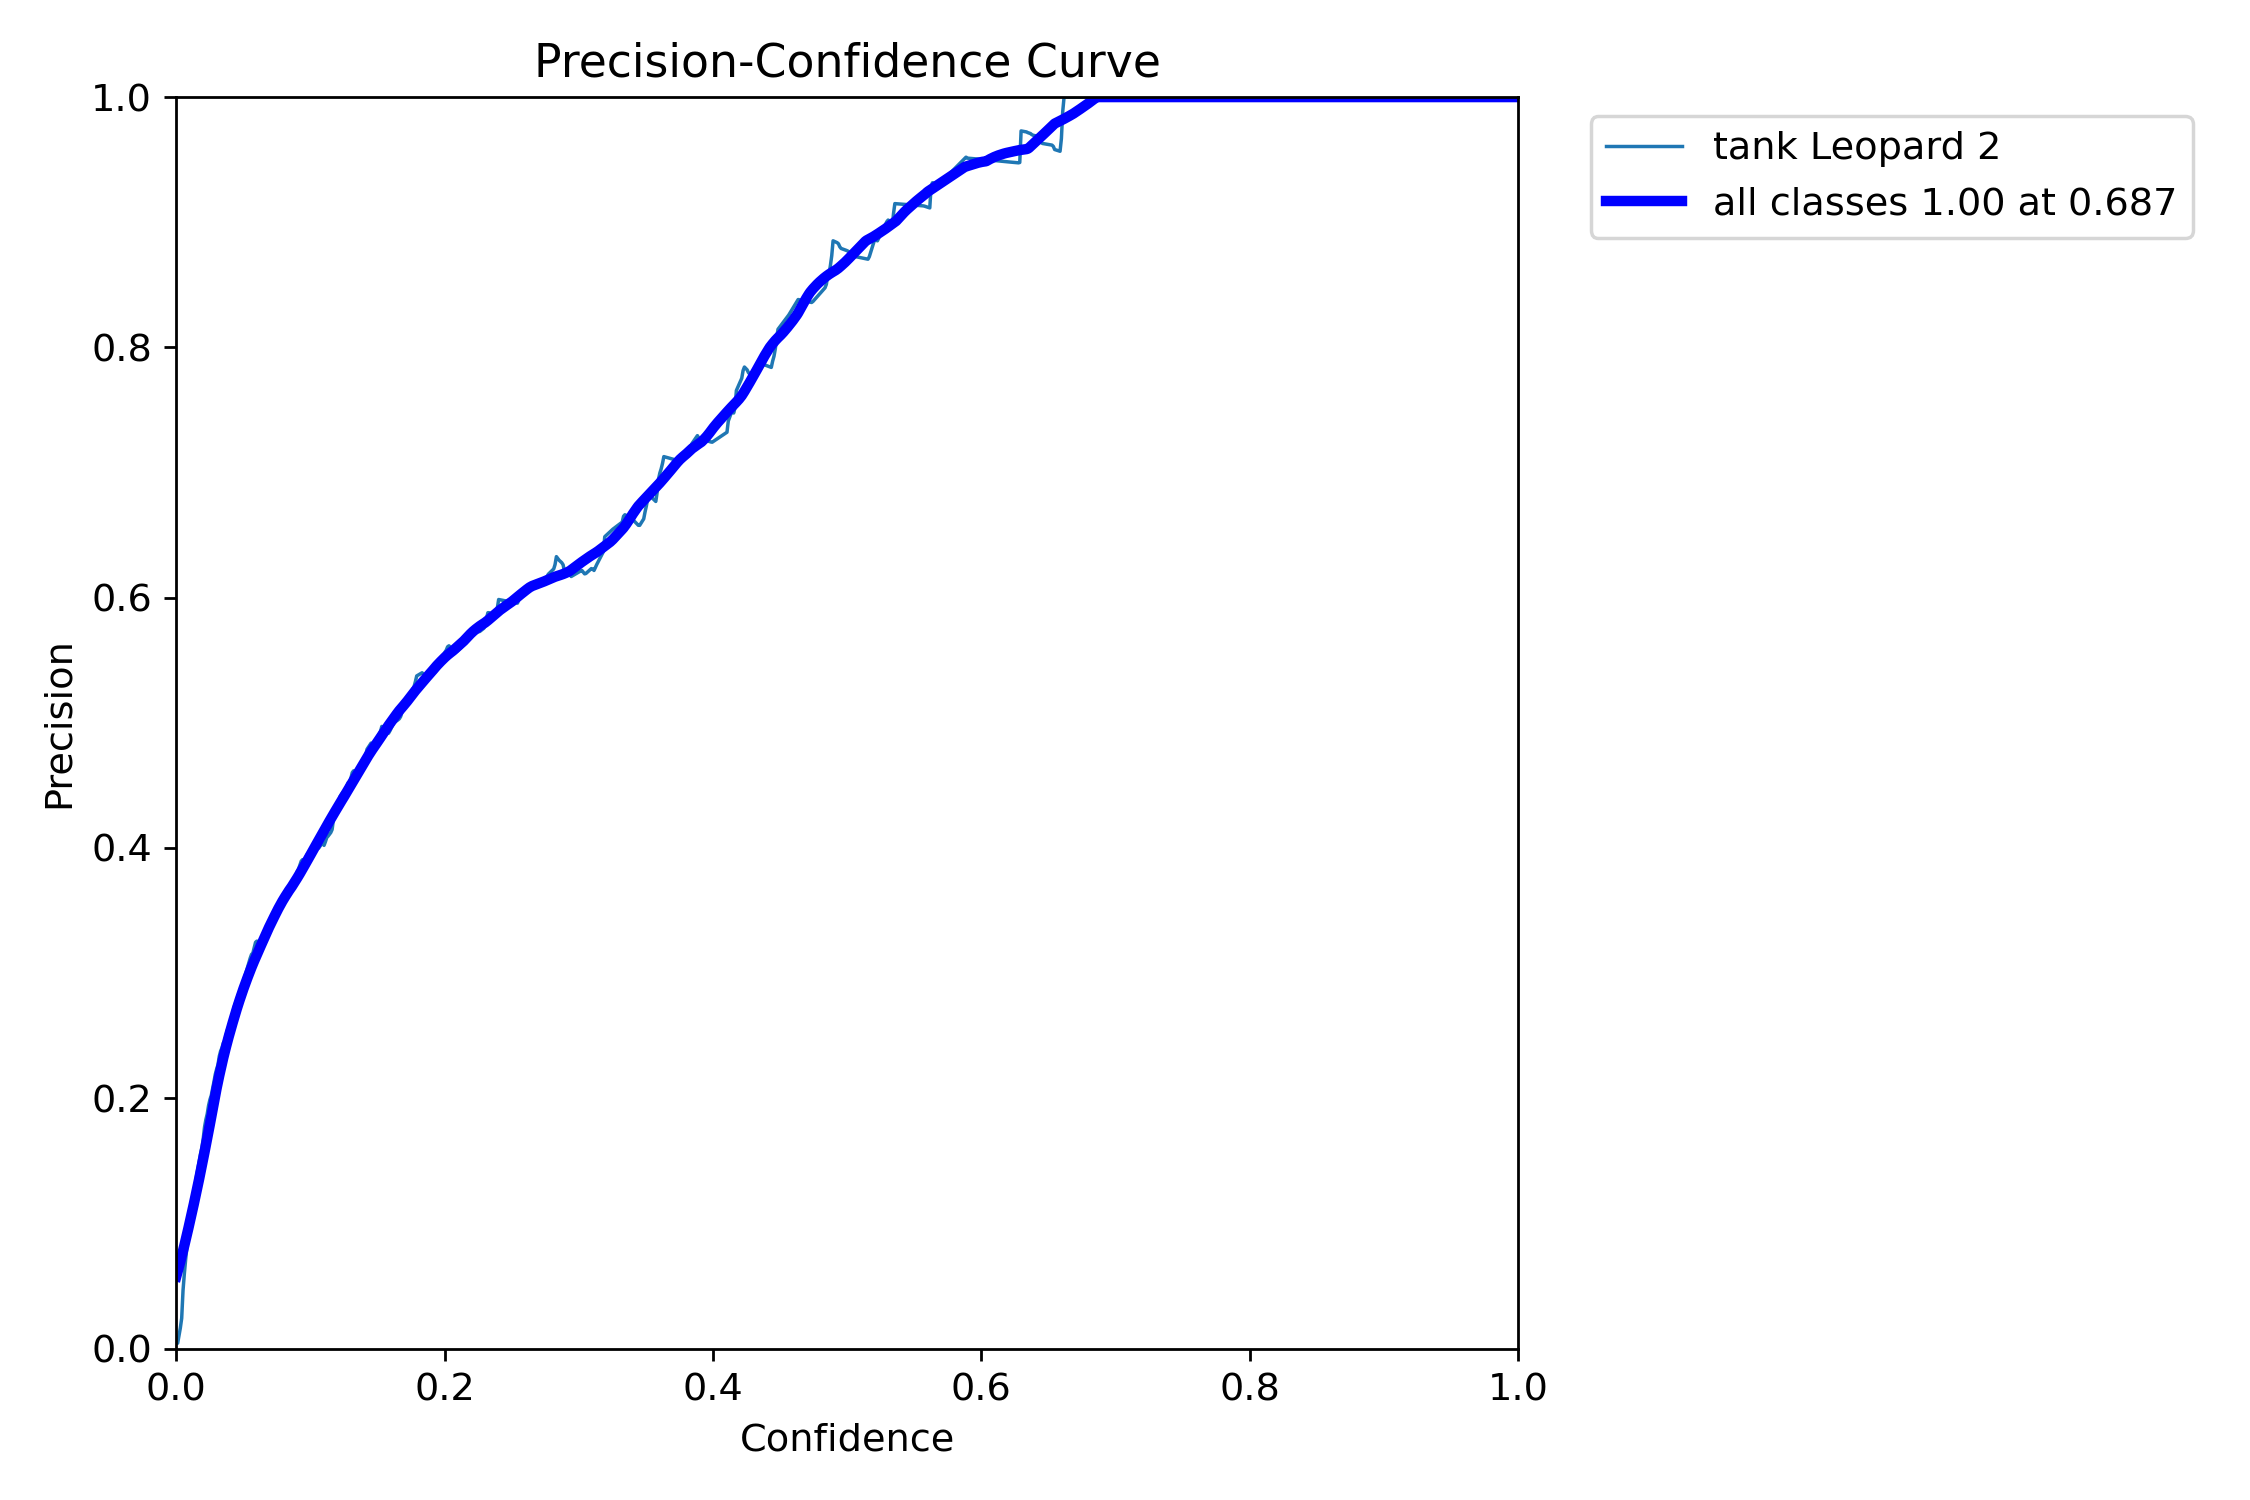 Precision-Confidence Curve
1.0
0.8
0.6
0.4
0.2
0.0
Precision
0.0 0.2 0.4 0.6 0.8 1.0
Confidence
tank Leopard 2
all classes 1.00 at 0.687